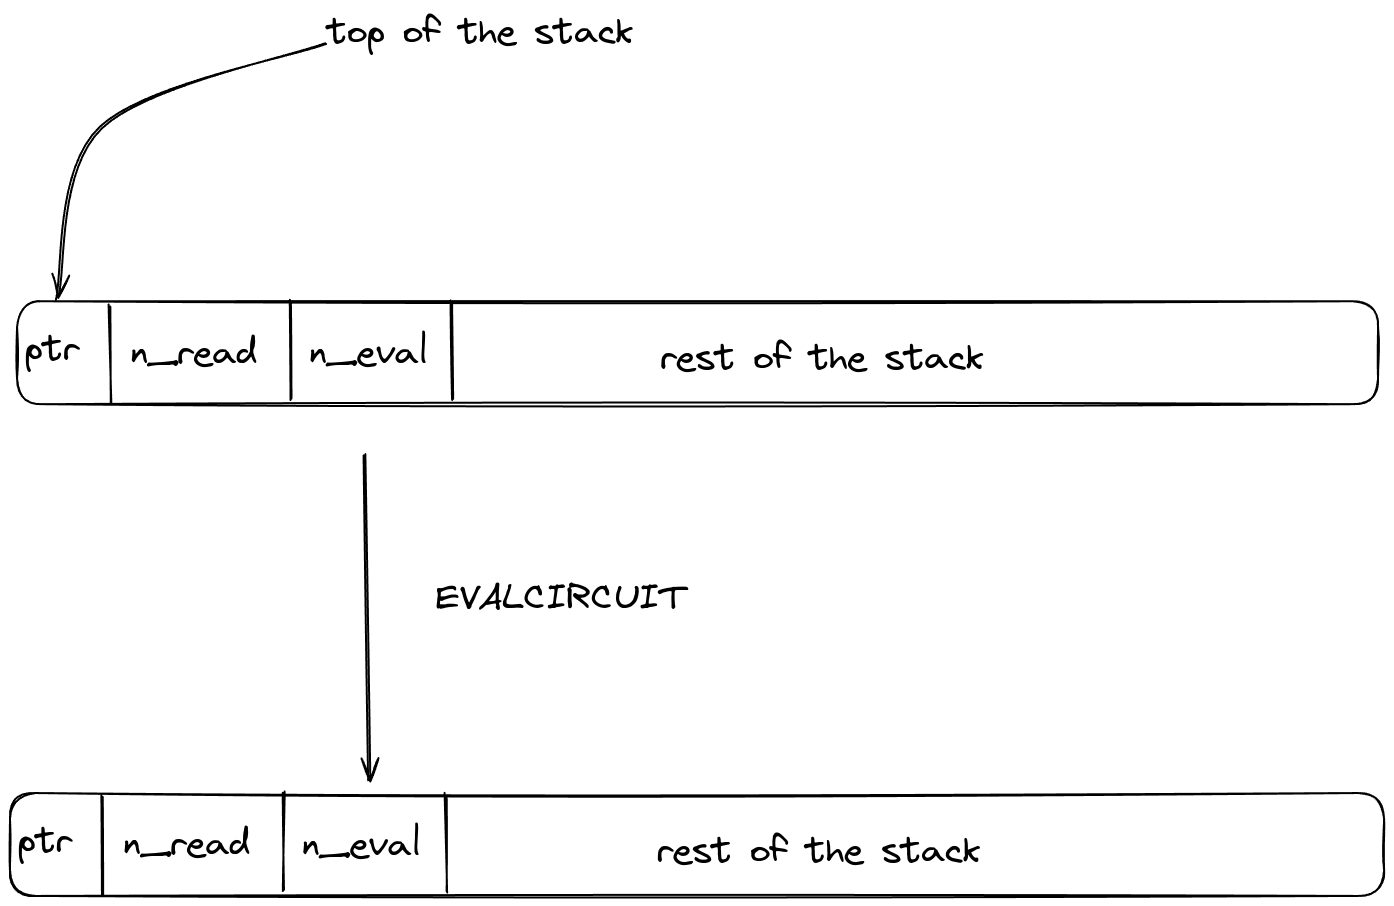 top of the stack
ptr
n_read
n_eval
rest of the stack
EVALCIRCUIT
ptr
n_read
n_eval
rest of the stack